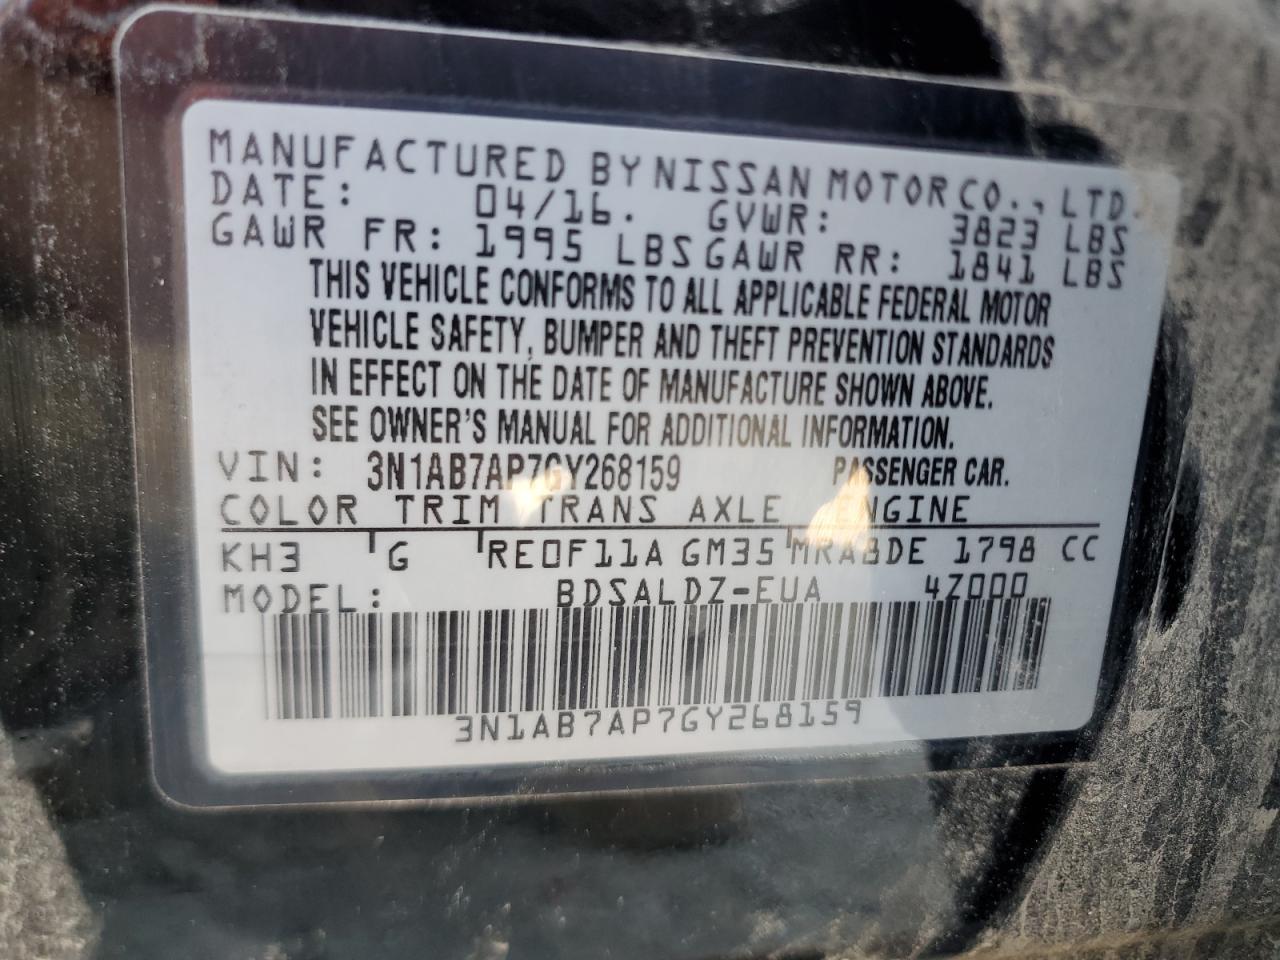 MANUFACTURED BY NISSAN MOTOR CO., LTD.
DATE: 04/16. GVWR: 3823 LBS
GAWR FR: 1995 LBS GAWR RR: 1841 LBS
THIS VEHICLE CONFORMS TO ALL APPLICABLE FEDERAL MOTOR
VEHICLE SAFETY, BUMPER AND THEFT PREVENTION STANDARDS
IN EFFECT ON THE DATE OF MANUFACTURE SHOWN ABOVE.
SEE OWNER'S MANUAL FOR ADDITIONAL INFORMATION.
VIN: 3N1AB7AP7GY268159 PASSENGER CAR.
COLOR TRIM TRANS AXLE ENGINE
KH3 G RE0F11A GM35 MRA8DE 1798 CC
MODEL: BDSALDZ-EUA 4Z000
3N1AB7AP7GY268159